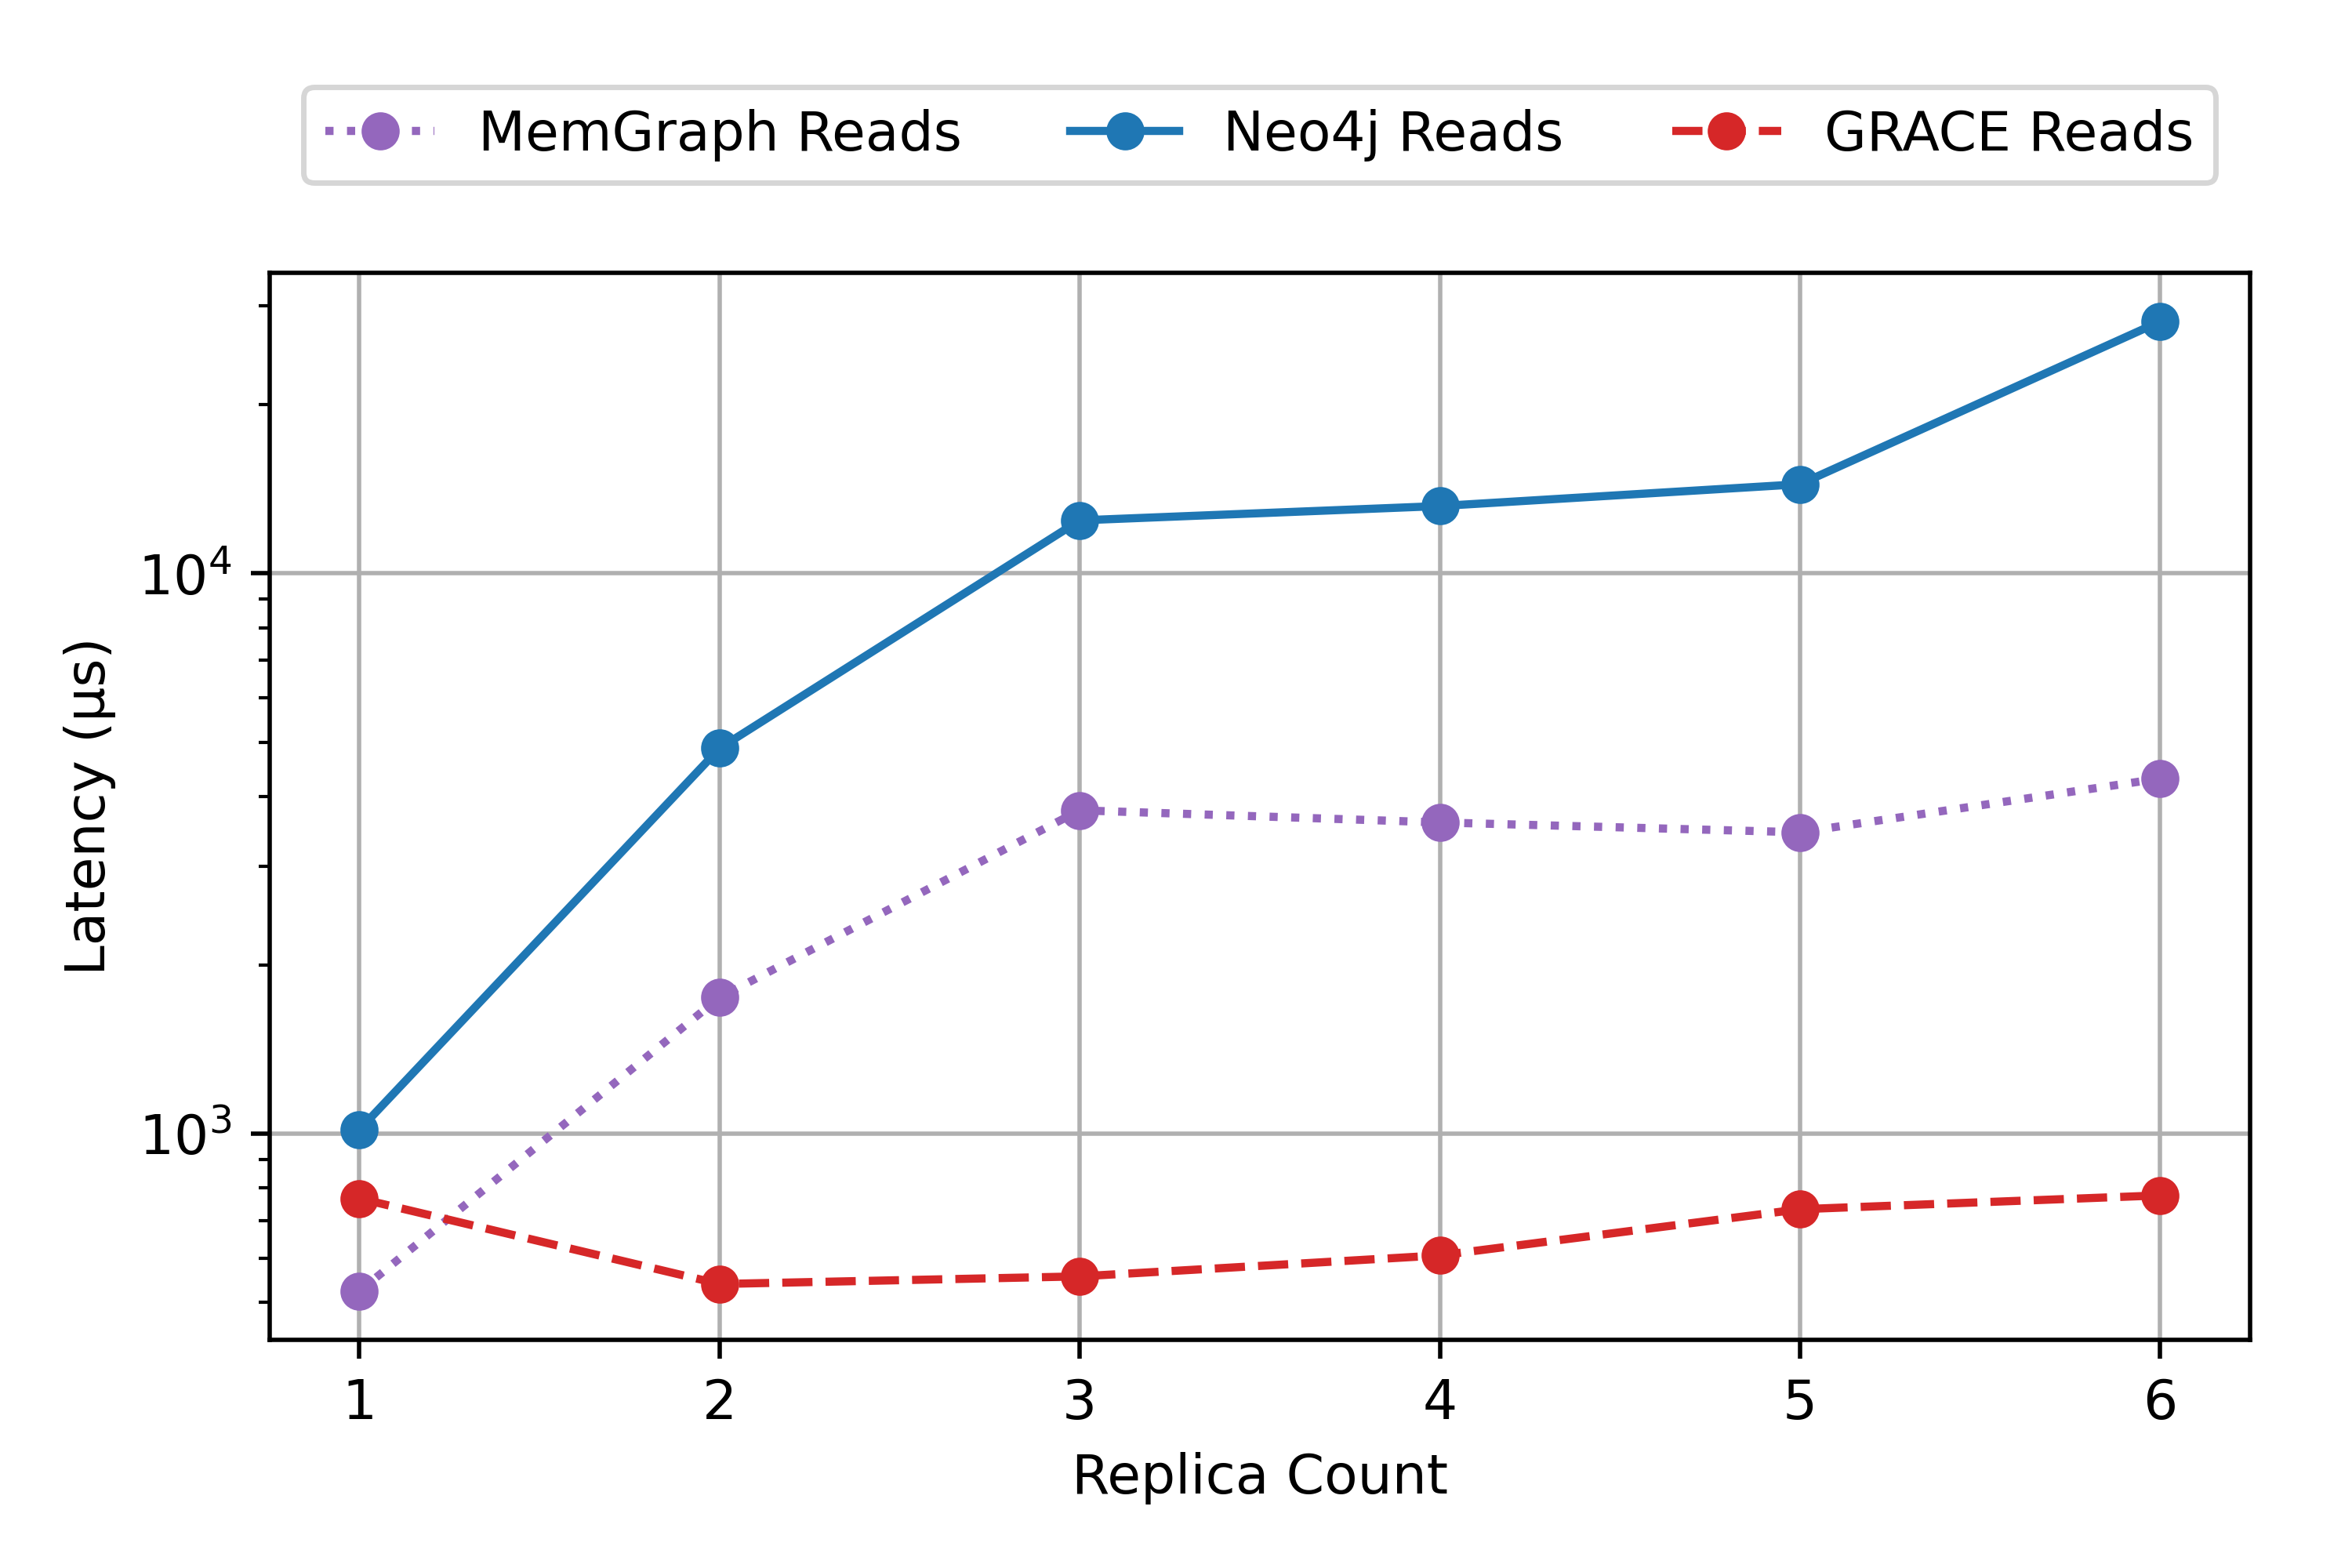 MemGraph Reads Neo4j Reads GRACE Reads
Latency (µs)
10⁴
10³
1 2 3 4 5 6
Replica Count